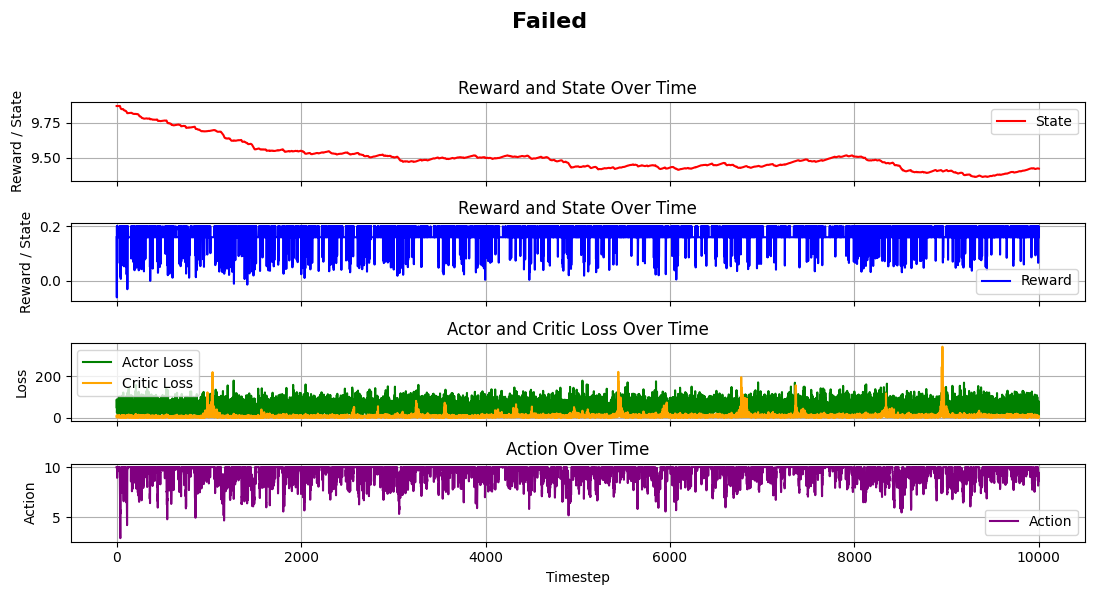 Failed
Reward and State Over Time
Reward / State
9.75
9.50
State
Reward and State Over Time
Reward / State
0.2
0.0
Reward
Actor and Critic Loss Over Time
Loss
200
0
Actor Loss
Critic Loss
Action Over Time
Action
10
5
Action
0 2000 4000 6000 8000 10000
Timestep